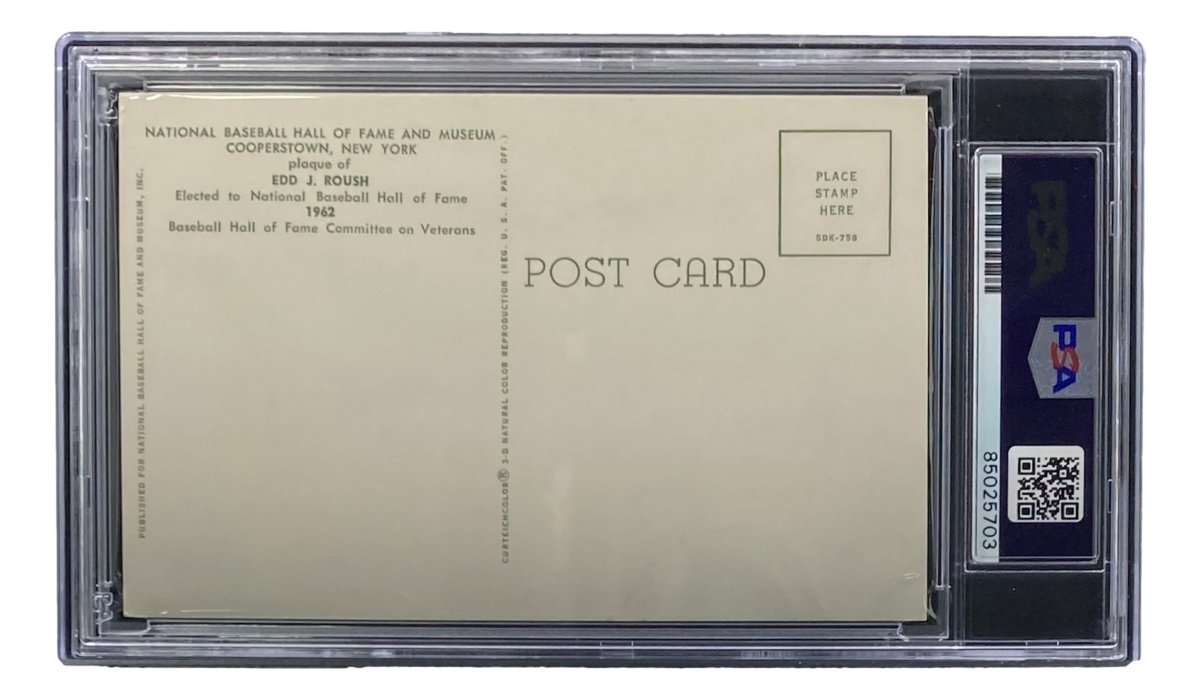 NATIONAL BASEBALL HALL OF FAME AND MUSEUM
COOPERSTOWN, NEW YORK
plaque of
EDD J. ROUSH
Elected to National Baseball Hall of Fame
1962
Baseball Hall of Fame Committee on Veterans
PUBLISHED FOR NATIONAL BASEBALL HALL OF FAME AND MUSEUM, INC.
CURTEICHCOLOR® 3-D NATURAL COLOR REPRODUCTION (REG. U. S. A. PAT. OFF.)
POST CARD
PLACE
STAMP
HERE
5DK-758
PSA
PSA
85025703